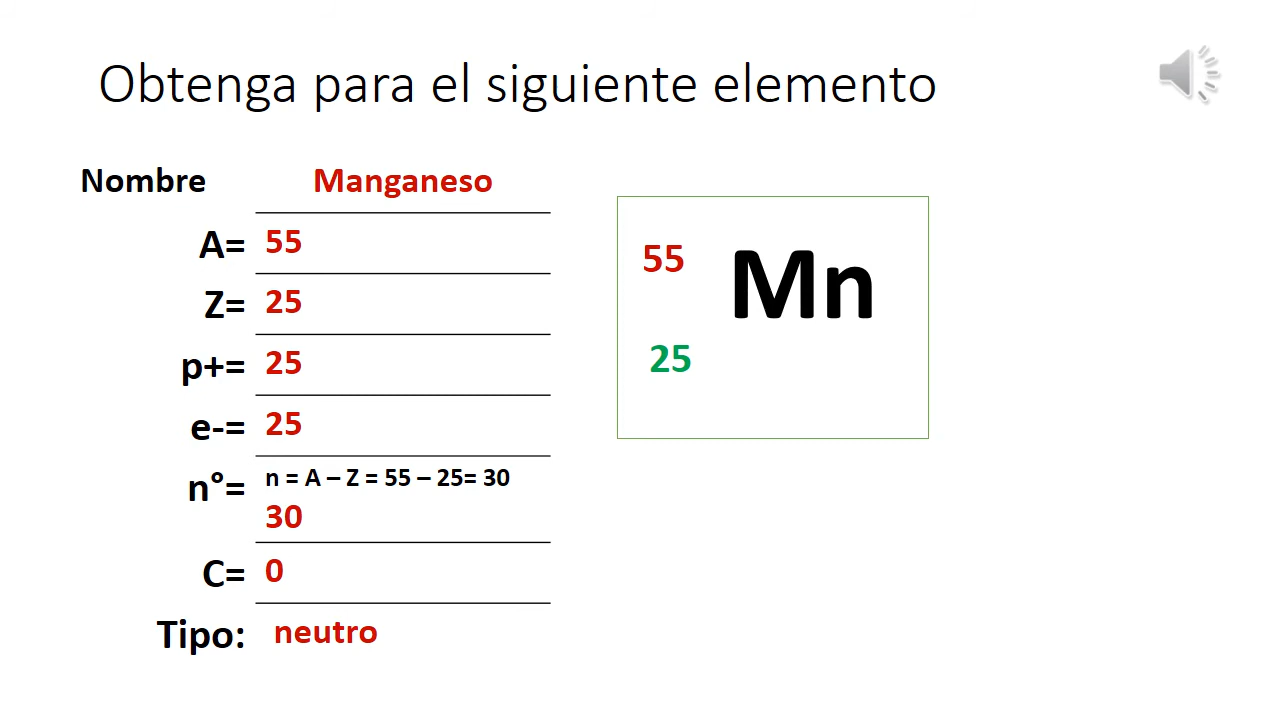 Obtenga para el siguiente elemento
Nombre Manganeso
A= 55
Z= 25
p+= 25
e-= 25
n°= n = A – Z = 55 – 25= 30
30
C= 0
Tipo: neutro
55 Mn
25